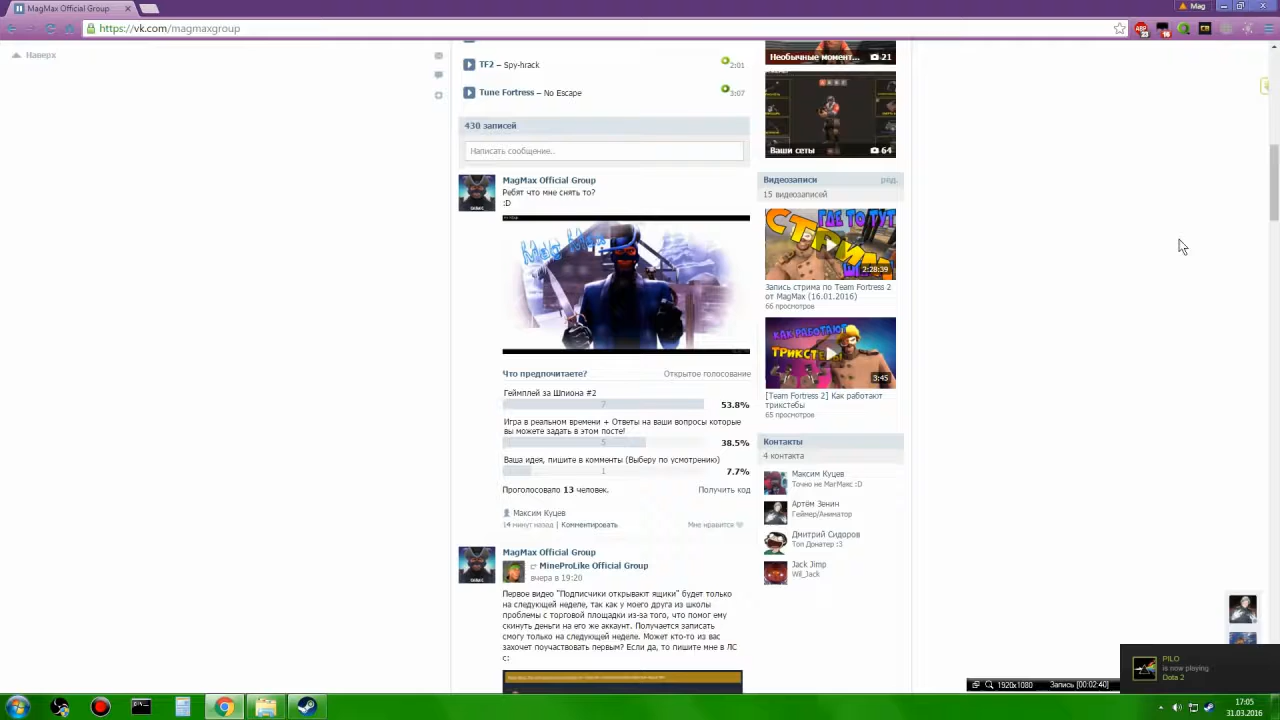 MagMax Official Group
Mag
https://vk.com/magmaxgroup
Наверх
TF2 – Spy-hrack
2:01
Tune Fortress – No Escape
3:07
430 записей
Написать сообщение..
MagMax Official Group
Ребят что мне снять то?
:D
Mag Max
Что предпочитаете?
Открытое голосование
Геймплей за Шпиона #2
7
53.8%
Игра в реальном времени + Ответы на ваши вопросы которые
вы можете задать в этом посте!
5
38.5%
Ваша идея, пишите в комменты (Выберу по усмотрению)
1
7.7%
Проголосовало 13 человек.
Получить код
Максим Куцев
14 минут назад | Комментировать
Мне нравится
MagMax Official Group
MineProLike Official Group
вчера в 19:20
Первое видео "Подписчики открывают ящики" будет только
на следующей неделе, так как у моего друга из школы
проблемы с торговой площадки из-за того, что помог ему
скинуть деньги на его же аккаунт. Получается записать
смогу только на следующей неделе. Может кто-то из вас
захочет поучаствовать первым? Если да, то пишите мне в ЛС
с:
Необычные момент...
21
Ваши сеты
64
Видеозаписи
ред.
15 видеозаписей
ГДЕ ТО ТУТ
СТРИМ
ШЕЛ
2:28:39
Запись стрима по Team Fortress 2
от MagMax (16.01.2016)
66 просмотров
КАК РАБОТАЮТ
ТРИКСТЕБЫ
3:45
[Team Fortress 2] Как работают
трикстебы
65 просмотров
Контакты
4 контакта
Максим Куцев
Точно не МагМакс :D
Артём Зенин
Геймер/Аниматор
Дмитрий Сидоров
Топ Донатер :3
Jack Jimp
Wil_Jack
PILO
is now playing
Dota 2
1920x1080
Запись [00:02:40]
17:05
31.03.2016